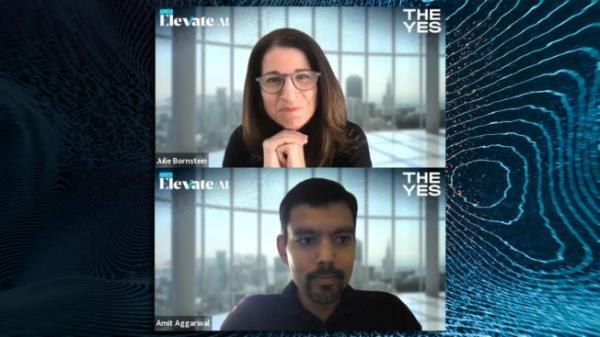 Elevate AI
THE
YES
Julie Bornstein
Elevate AI
THE
YES
Amit Aggarwal